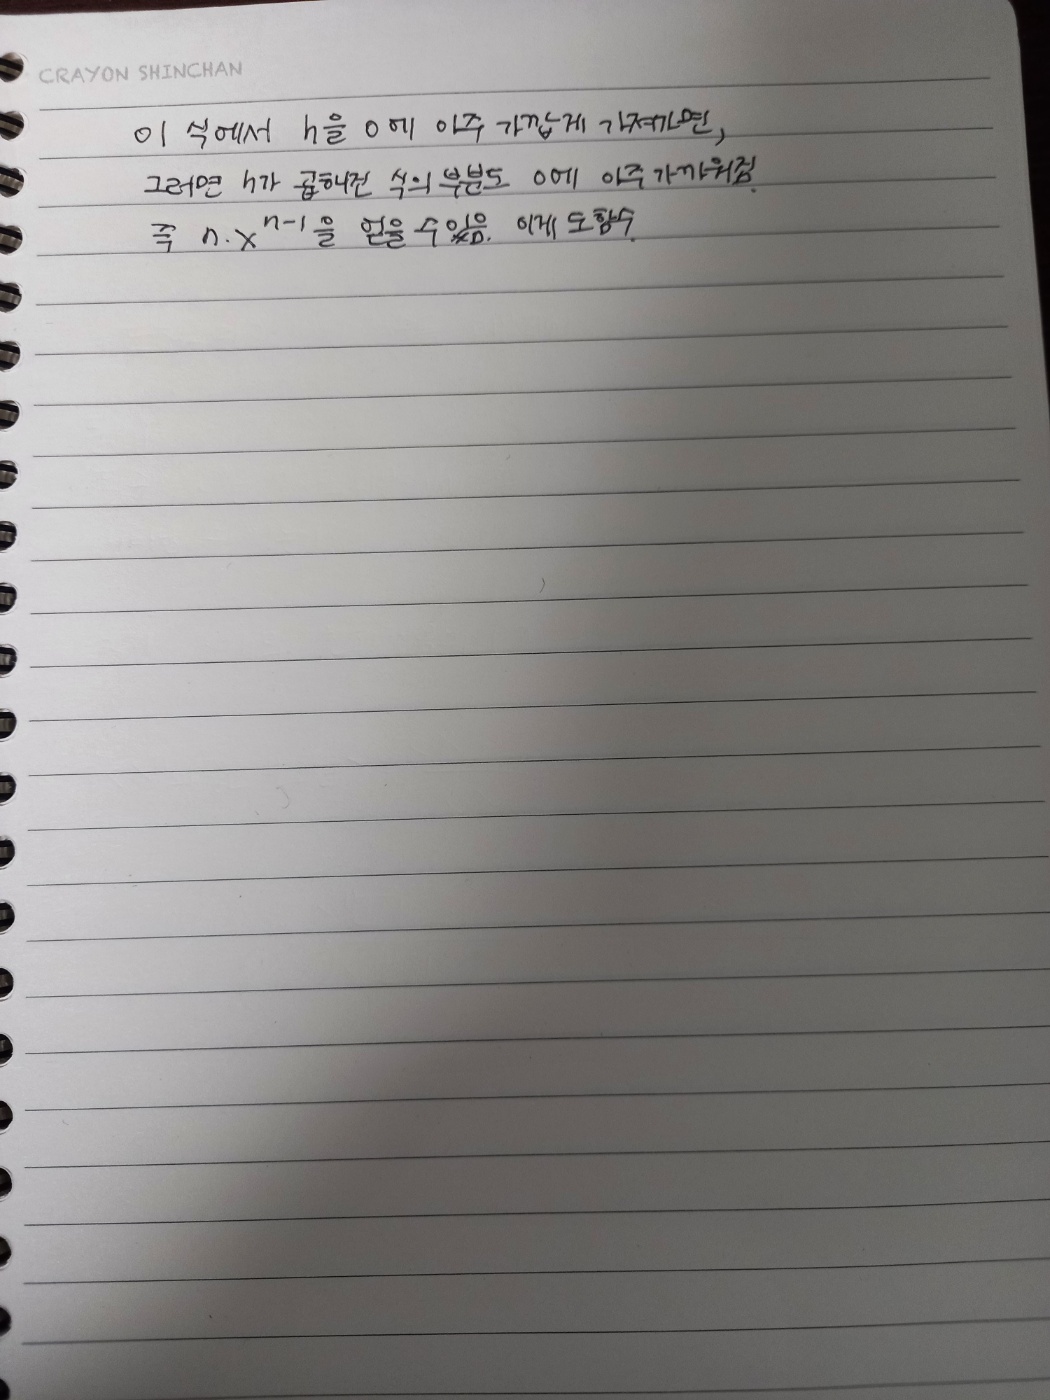 CRAYON SHINCHAN
이 식에서 h을 0에 아주 가깝게 가져가면,
그러면 h가 곱해진 식의 부분도 0에 아주 가까워짐.
즉 n·x^{n-1}을 얻을 수 있음. 이게 도함수